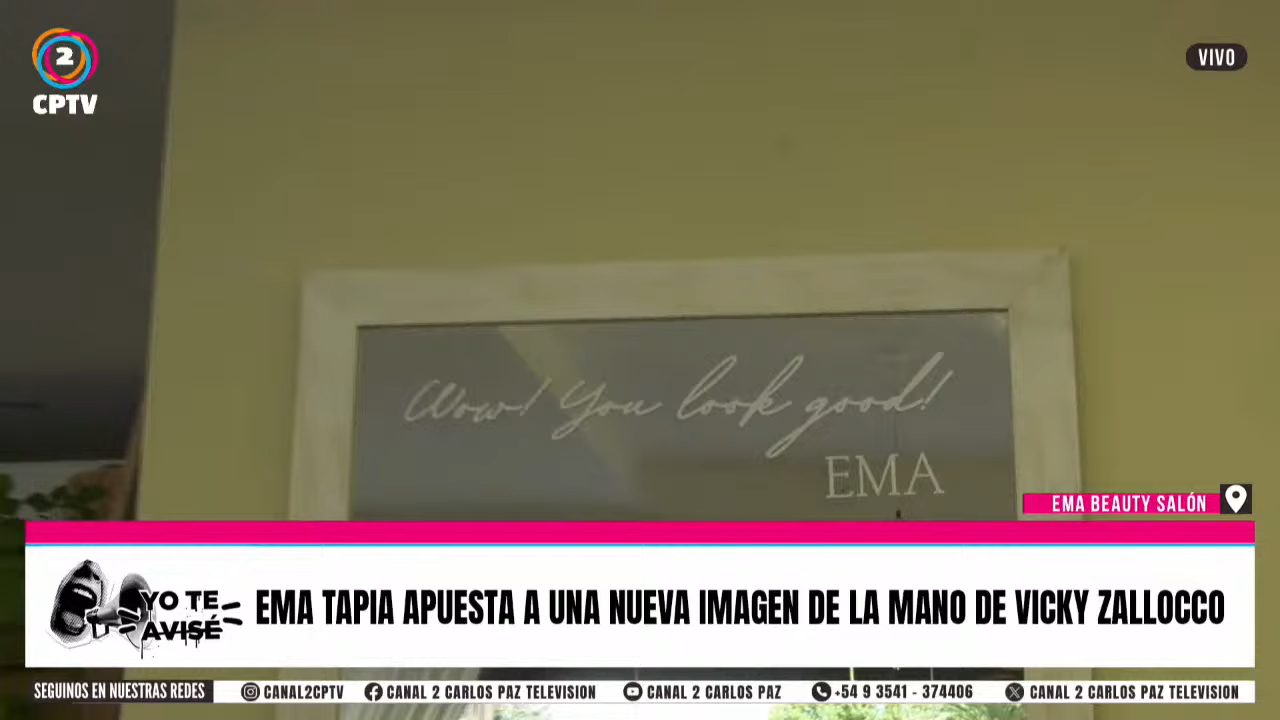 2
CPTV
VIVO
Wow! You look good!
EMA
EMA BEAUTY SALÓN
YO TE
AVISÉ
EMA TAPIA APUESTA A UNA NUEVA IMAGEN DE LA MANO DE VICKY ZALLOCCO
SEGUINOS EN NUESTRAS REDES CANAL2CPTV CANAL 2 CARLOS PAZ TELEVISION CANAL 2 CARLOS PAZ +54 9 3541 - 374406 CANAL 2 CARLOS PAZ TELEVISION